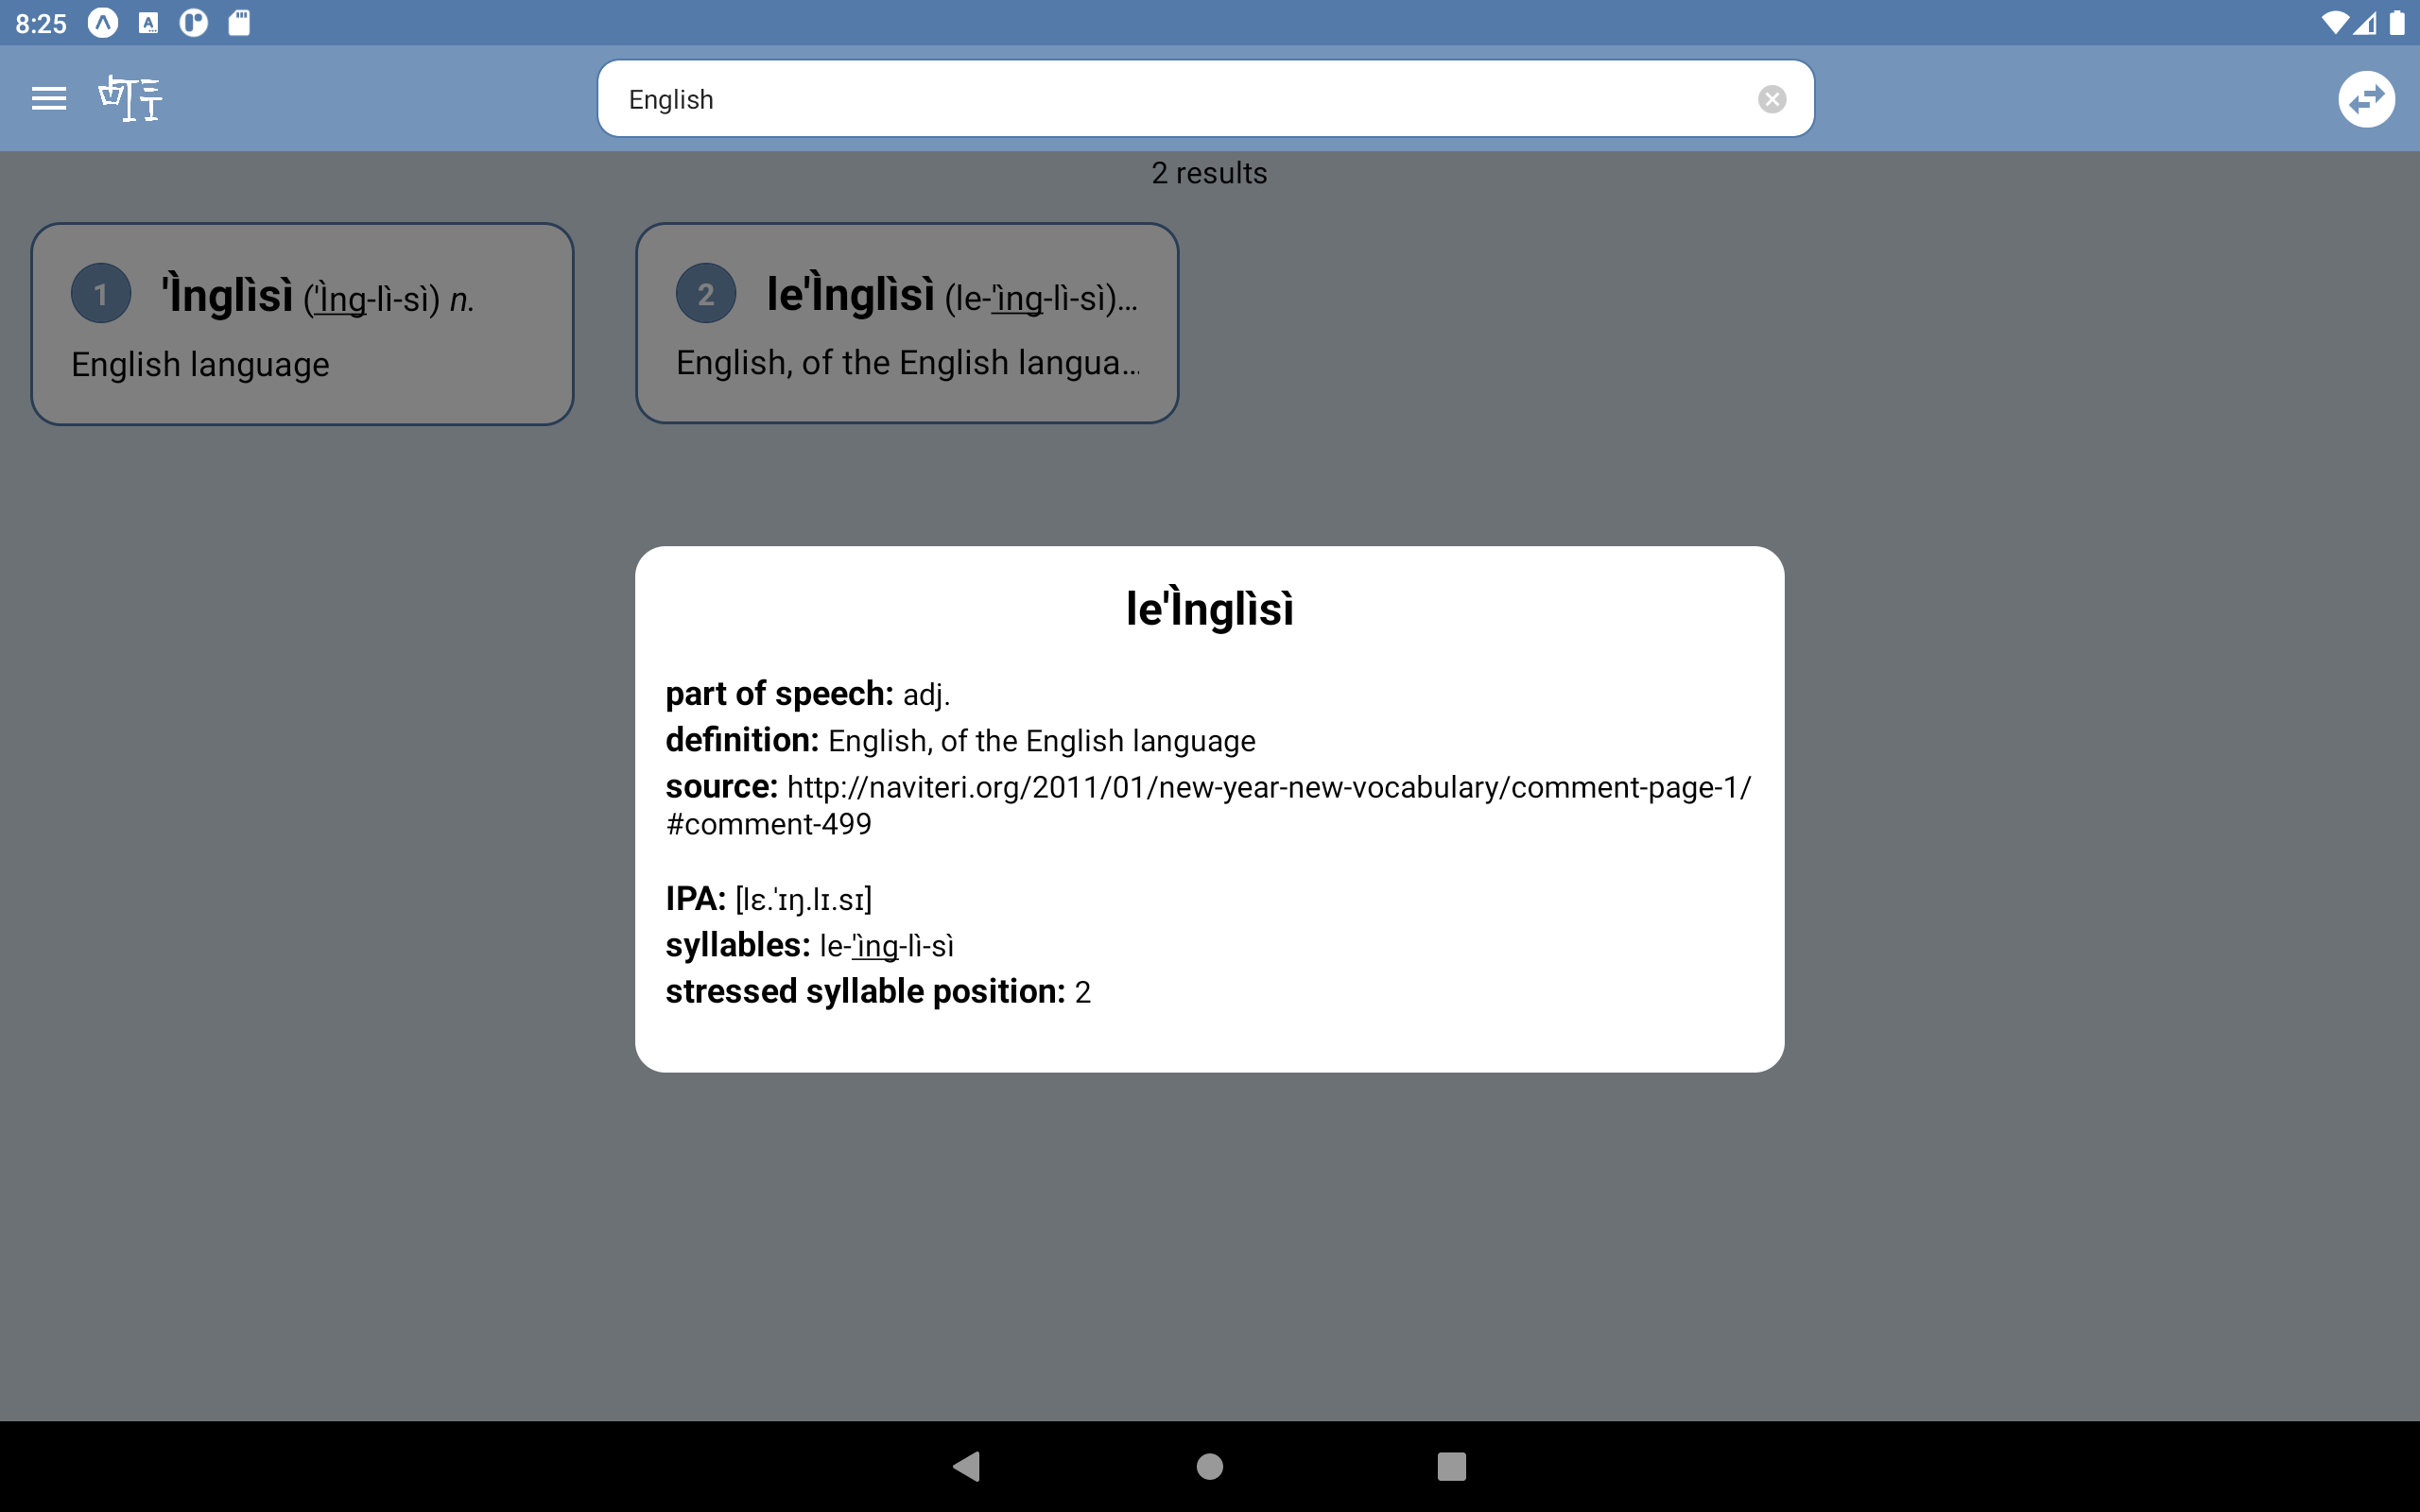 8:25
English
2 results
1 'Ìnglìsì ('Ìng-lì-sì) n.
English language
2 le'Ìnglìsì (le-'ìng-lì-sì)...
English, of the English langua...
le'Ìnglìsì
part of speech: adj.
definition: English, of the English language
source: http://naviteri.org/2011/01/new-year-new-vocabulary/comment-page-1/
#comment-499
IPA: [lɛ.ˈɪŋ.lɪ.sɪ]
syllables: le-'ìng-lì-sì
stressed syllable position: 2